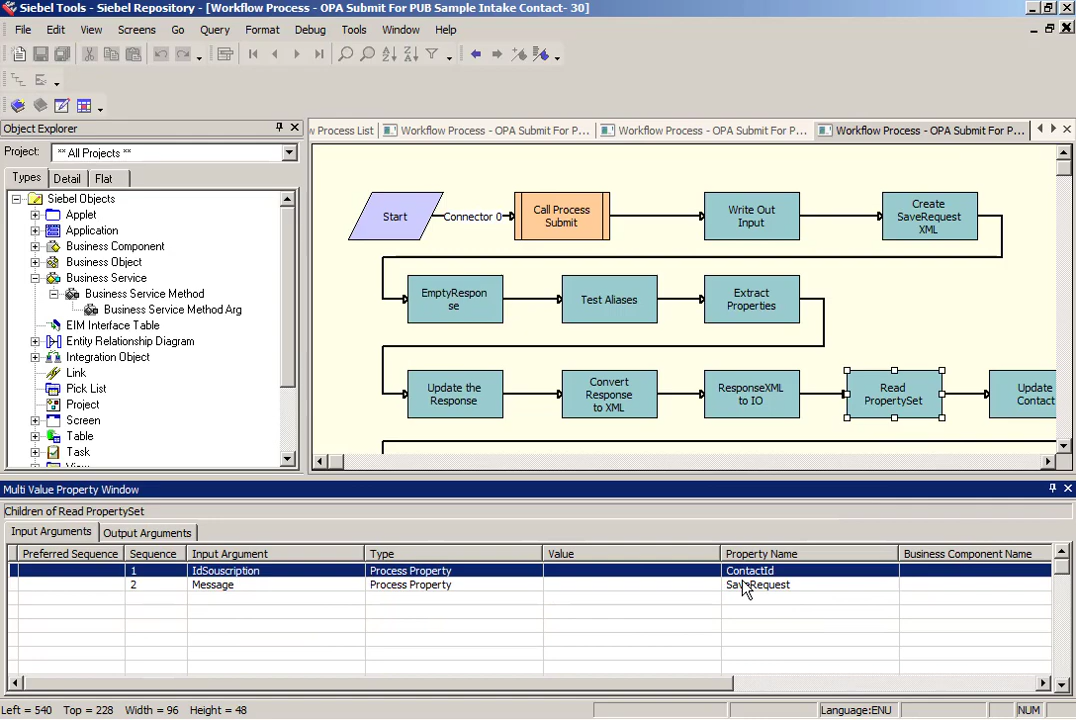 Siebel Tools - Siebel Repository - [Workflow Process - OPA Submit For PUB Sample Intake Contact- 30]
File Edit View Screens Go Query Format Debug Tools Window Help
Object Explorer
Project: ** All Projects **
Types Detail Flat
Siebel Objects
Applet
Application
Business Component
Business Object
Business Service
Business Service Method
Business Service Method Arg
EIM Interface Table
Entity Relationship Diagram
Integration Object
Link
Pick List
Project
Screen
Table
Task
w Process List Workflow Process - OPA Submit For P... Workflow Process - OPA Submit For P... Workflow Process - OPA Submit For P...
Start
Connector 0
Call Process
Submit
Write Out
Input
Create
SaveRequest
XML
EmptyRespon
se
Test Aliases
Extract
Properties
Update the
Response
Convert
Response
to XML
ResponseXML
to IO
Read
PropertySet
Update
Contact
Multi Value Property Window
Children of Read PropertySet
Input Arguments Output Arguments
Preferred Sequence Sequence Input Argument Type Value Property Name Business Component Name
1 IdSouscription Process Property ContactId
2 Message Process Property SaveRequest
Left = 540 Top = 228 Width = 96 Height = 48 Language:ENU NUM